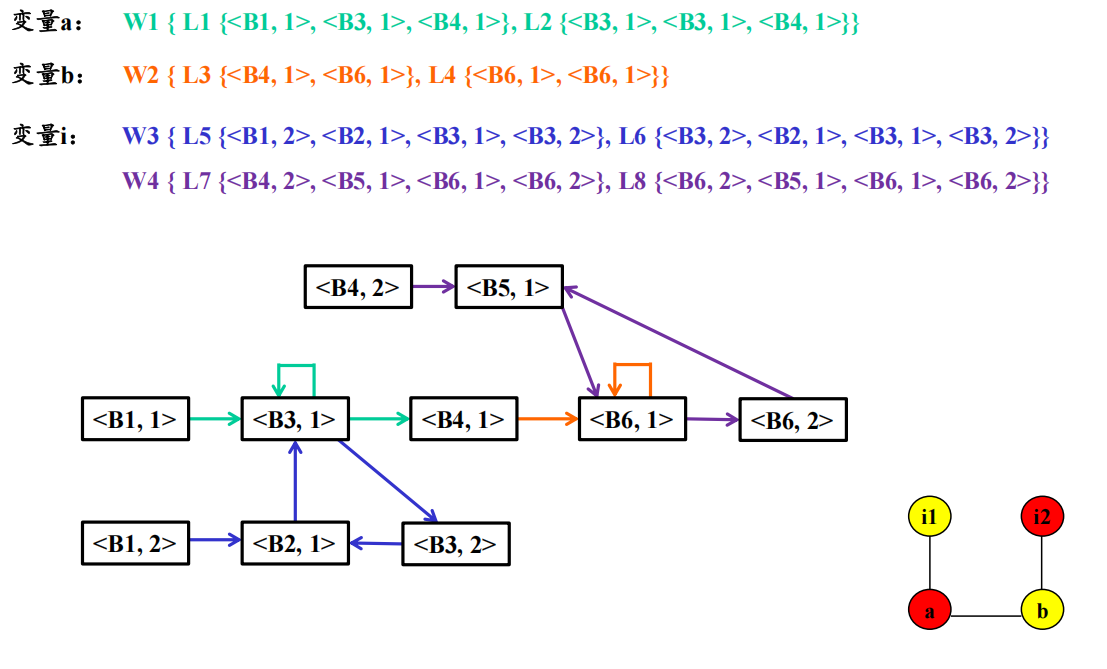 变量a： W1 { L1 {<B1, 1>, <B3, 1>, <B4, 1>}, L2 {<B3, 1>, <B3, 1>, <B4, 1>}}
变量b： W2 { L3 {<B4, 1>, <B6, 1>}, L4 {<B6, 1>, <B6, 1>}}
变量i： W3 { L5 {<B1, 2>, <B2, 1>, <B3, 1>, <B3, 2>}, L6 {<B3, 2>, <B2, 1>, <B3, 1>, <B3, 2>}}
W4 { L7 {<B4, 2>, <B5, 1>, <B6, 1>, <B6, 2>}, L8 {<B6, 2>, <B5, 1>, <B6, 1>, <B6, 2>}}
<B4, 2> <B5, 1>
<B1, 1> <B3, 1> <B4, 1> <B6, 1> <B6, 2>
<B1, 2> <B2, 1> <B3, 2>
i1 i2
a b